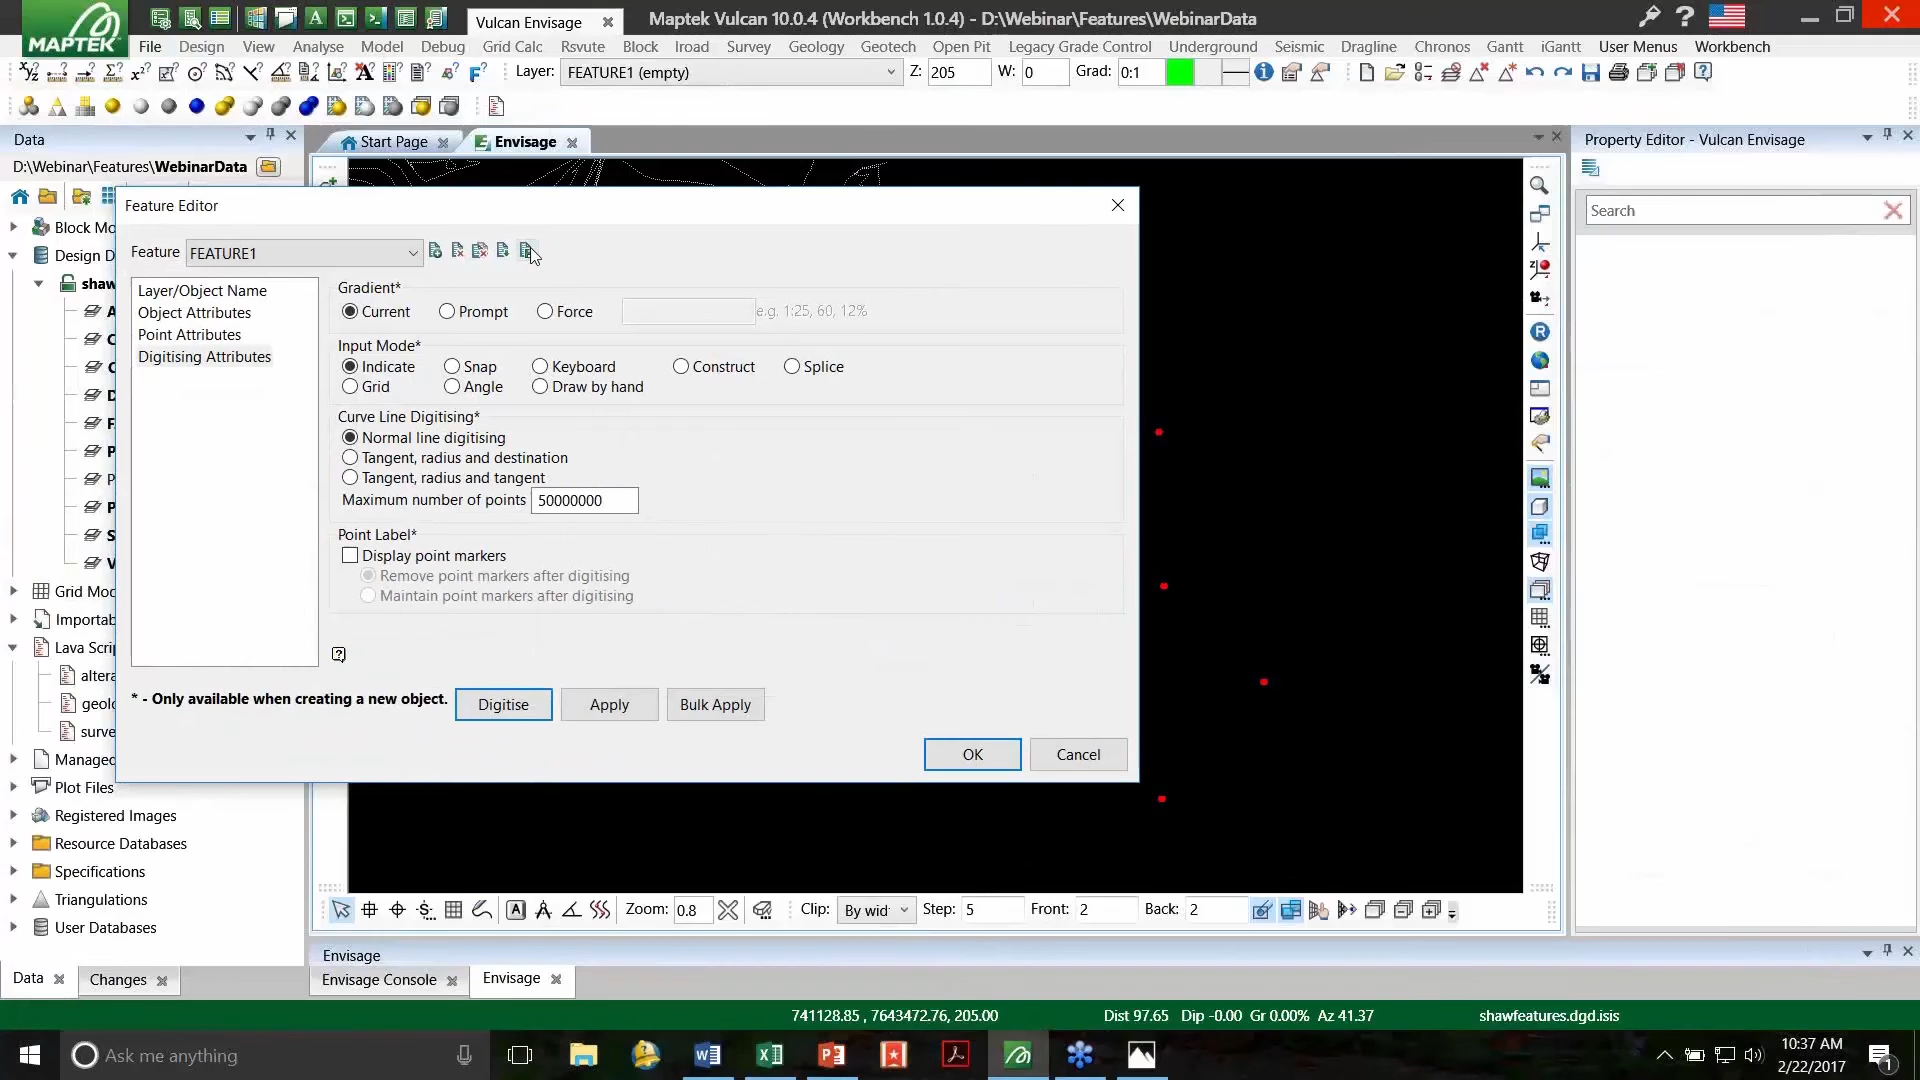 MAPTEK
Vulcan Envisage
Maptek Vulcan 10.0.4 (Workbench 1.0.4) - D:\Webinar\Features\WebinarData
File Design View Analyse Model Debug Grid Calc Rsvute Block Iroad Survey Geology Geotech Open Pit Legacy Grade Control Underground Seismic Dragline Chronos Gantt iGantt User Menus Workbench
Layer: FEATURE1 (empty) Z: 205 W: 0 Grad: 0:1
Data
Start Page
Envisage
Property Editor - Vulcan Envisage
D:\Webinar\Features\WebinarData
Search
Block Mo
Design D
shaw
Grid Moc
Importab
Lava Scrip
altera
geolo
surve
Managed
Plot Files
Registered Images
Resource Databases
Specifications
Triangulations
User Databases
Feature Editor
Feature FEATURE1
Layer/Object Name
Object Attributes
Point Attributes
Digitising Attributes
Gradient*
Current Prompt Force e.g. 1:25, 60, 12%
Input Mode*
Indicate Snap Keyboard Construct Splice
Grid Angle Draw by hand
Curve Line Digitising*
Normal line digitising
Tangent, radius and destination
Tangent, radius and tangent
Maximum number of points 50000000
Point Label*
Display point markers
Remove point markers after digitising
Maintain point markers after digitising
* - Only available when creating a new object.
Digitise Apply Bulk Apply
OK Cancel
Zoom: 0.8 Clip: By wid Step: 5 Front: 2 Back: 2
Envisage
Data Changes
Envisage Console Envisage
741128.85 , 7643472.76, 205.00 Dist 97.65 Dip -0.00 Gr 0.00% Az 41.37 shawfeatures.dgd.isis
Ask me anything
10:37 AM
2/22/2017
1